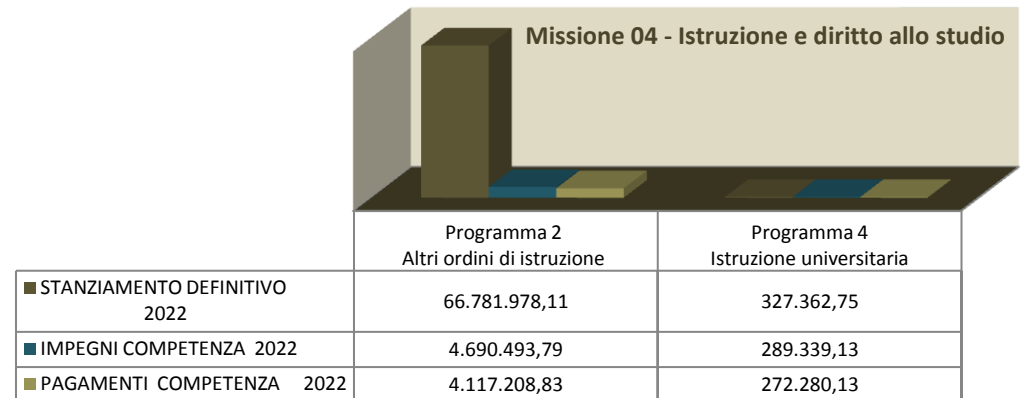 Missione 04 - Istruzione e diritto allo studio
Programma 2
Altri ordini di istruzione
Programma 4
Istruzione universitaria
STANZIAMENTO DEFINITIVO
2022
66.781.978,11
327.362,75
IMPEGNI COMPETENZA 2022
4.690.493,79
289.339,13
PAGAMENTI COMPETENZA 2022
4.117.208,83
272.280,13